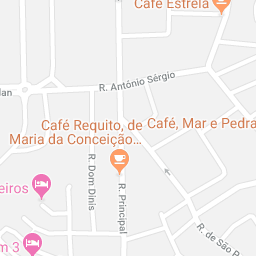 Café Estrela
R. António Sérgio
Café Requito, de
Maria da Conceição...
Café, Mar e Pedra
R. Dom Dinis
R. Principal
R. de São P